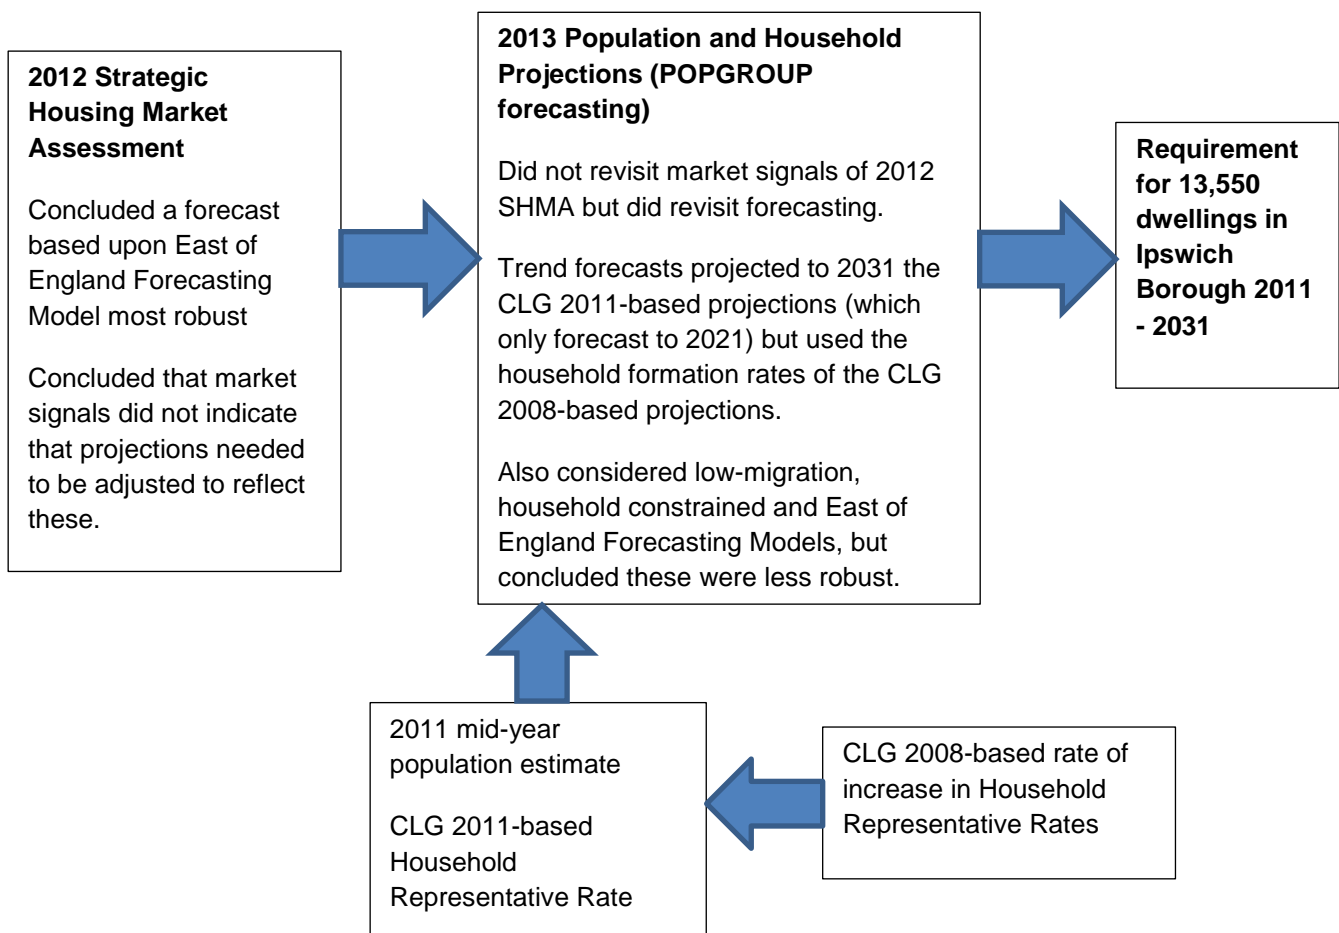 2012 Strategic
Housing Market
Assessment
Concluded a forecast
based upon East of
England Forecasting
Model most robust
Concluded that market
signals did not indicate
that projections needed
to be adjusted to reflect
these.
2013 Population and Household
Projections (POPGROUP
forecasting)
Did not revisit market signals of 2012
SHMA but did revisit forecasting.
Trend forecasts projected to 2031 the
CLG 2011-based projections (which
only forecast to 2021) but used the
household formation rates of the CLG
2008-based projections.
Also considered low-migration,
household constrained and East of
England Forecasting Models, but
concluded these were less robust.
Requirement
for 13,550
dwellings in
Ipswich
Borough 2011
- 2031
2011 mid-year
population estimate
CLG 2011-based
Household
Representative Rate
CLG 2008-based rate of
increase in Household
Representative Rates